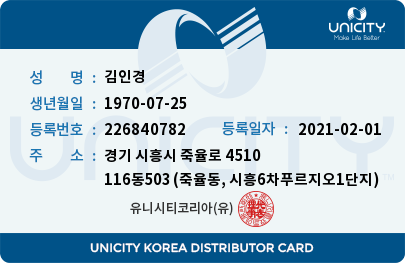 UNICITY
Make Life Better
성 명 : 김인경
생년월일 : 1970-07-25
등록번호 : 226840782 등록일자 : 2021-02-01
주 소 : 경기 시흥시 죽율로 4510
116동503 (죽율동, 시흥6차푸르지오1단지)
유니시티코리아(유)
UNICITY KOREA DISTRIBUTOR CARD